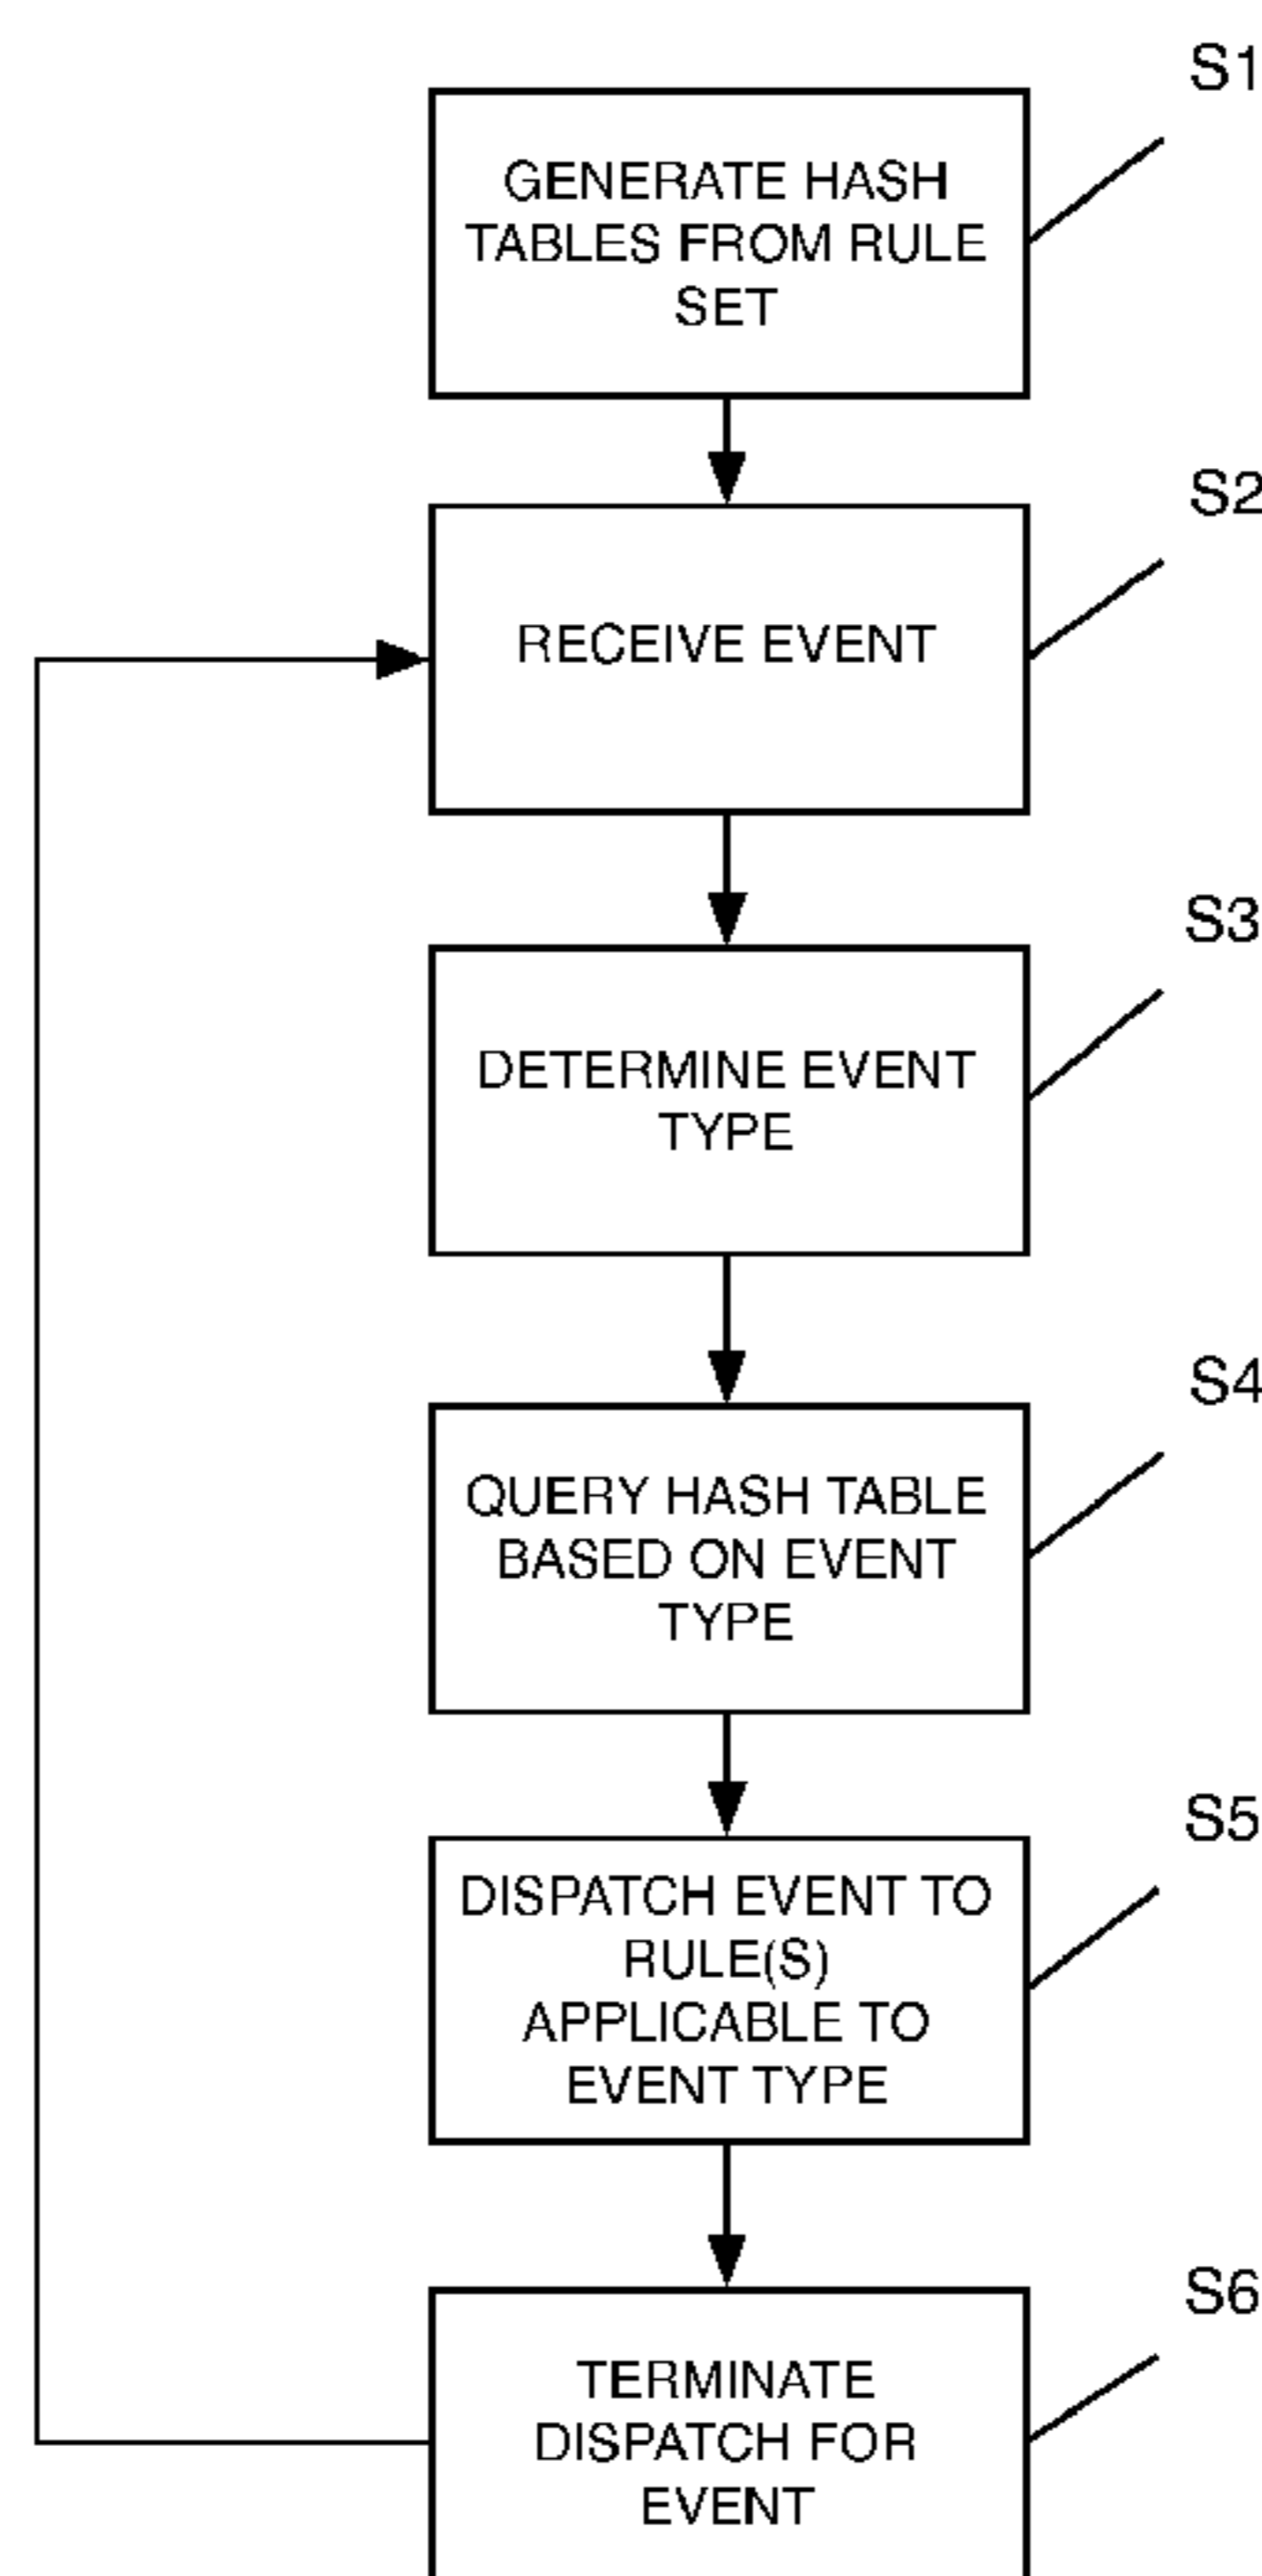 S1
GENERATE HASH
TABLES FROM RULE
SET
S2
RECEIVE EVENT
S3
DETERMINE EVENT
TYPE
S4
QUERY HASH TABLE
BASED ON EVENT
TYPE
S5
DISPATCH EVENT TO
RULE(S)
APPLICABLE TO
EVENT TYPE
S6
TERMINATE
DISPATCH FOR
EVENT